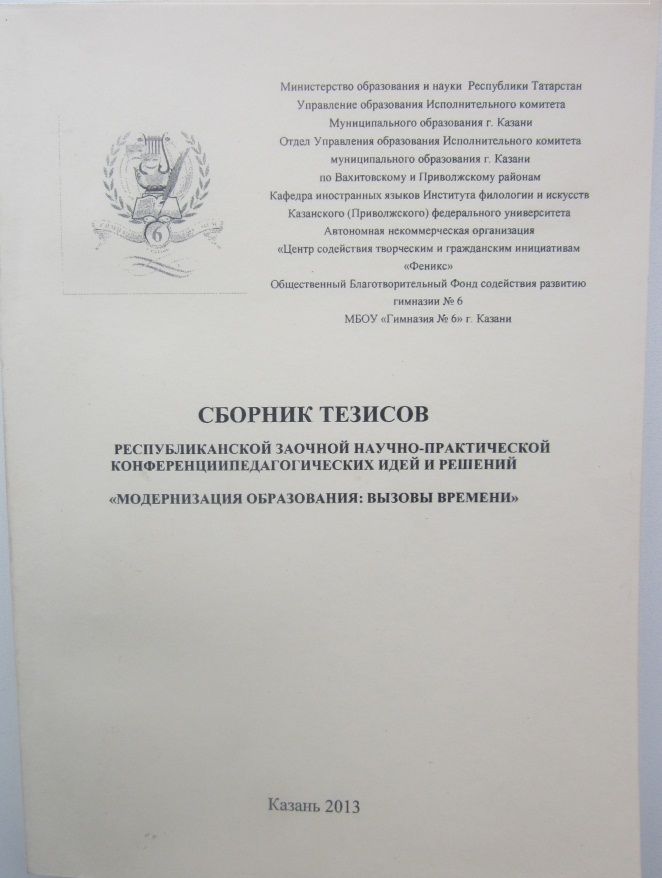 Министерство образования и науки Республики Татарстан
Управление образования Исполнительного комитета
Муниципального образования г. Казани
Отдел Управления образования Исполнительного комитета
муниципального образования г. Казани
по Вахитовскому и Приволжскому районам
Кафедра иностранных языков Института филологии и искусств
Казанского (Приволжского) федерального университета
Автономная некоммерческая организация
«Центр содействия творческим и гражданским инициативам
«Феникс»
Общественный Благотворительный Фонд содействия развитию
гимназии № 6
МБОУ «Гимназия № 6» г. Казани
6
СБОРНИК ТЕЗИСОВ
РЕСПУБЛИКАНСКОЙ ЗАОЧНОЙ НАУЧНО-ПРАКТИЧЕСКОЙ
КОНФЕРЕНЦИИПЕДАГОГИЧЕСКИХ ИДЕЙ И РЕШЕНИЙ
«МОДЕРНИЗАЦИЯ ОБРАЗОВАНИЯ: ВЫЗОВЫ ВРЕМЕНИ»
Казань 2013